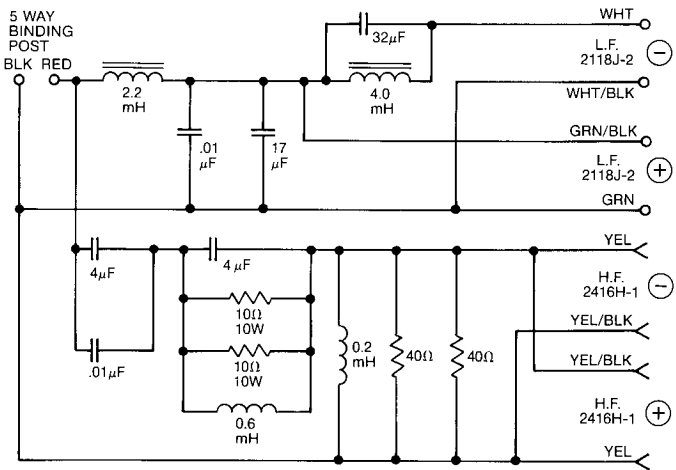 5 WAY
BINDING
POST
BLK RED
2.2
mH
.01
μF
17
μF
32μF
4.0
mH
WHT
L.F.
2118J-2
−
WHT/BLK
GRN/BLK
L.F.
2118J-2
+
GRN
4μF
.01μF
4μF
10Ω
10W
10Ω
10W
0.6
mH
0.2
mH
40Ω
40Ω
YEL
H.F.
2416H-1
−
YEL/BLK
YEL/BLK
H.F.
2416H-1
+
YEL